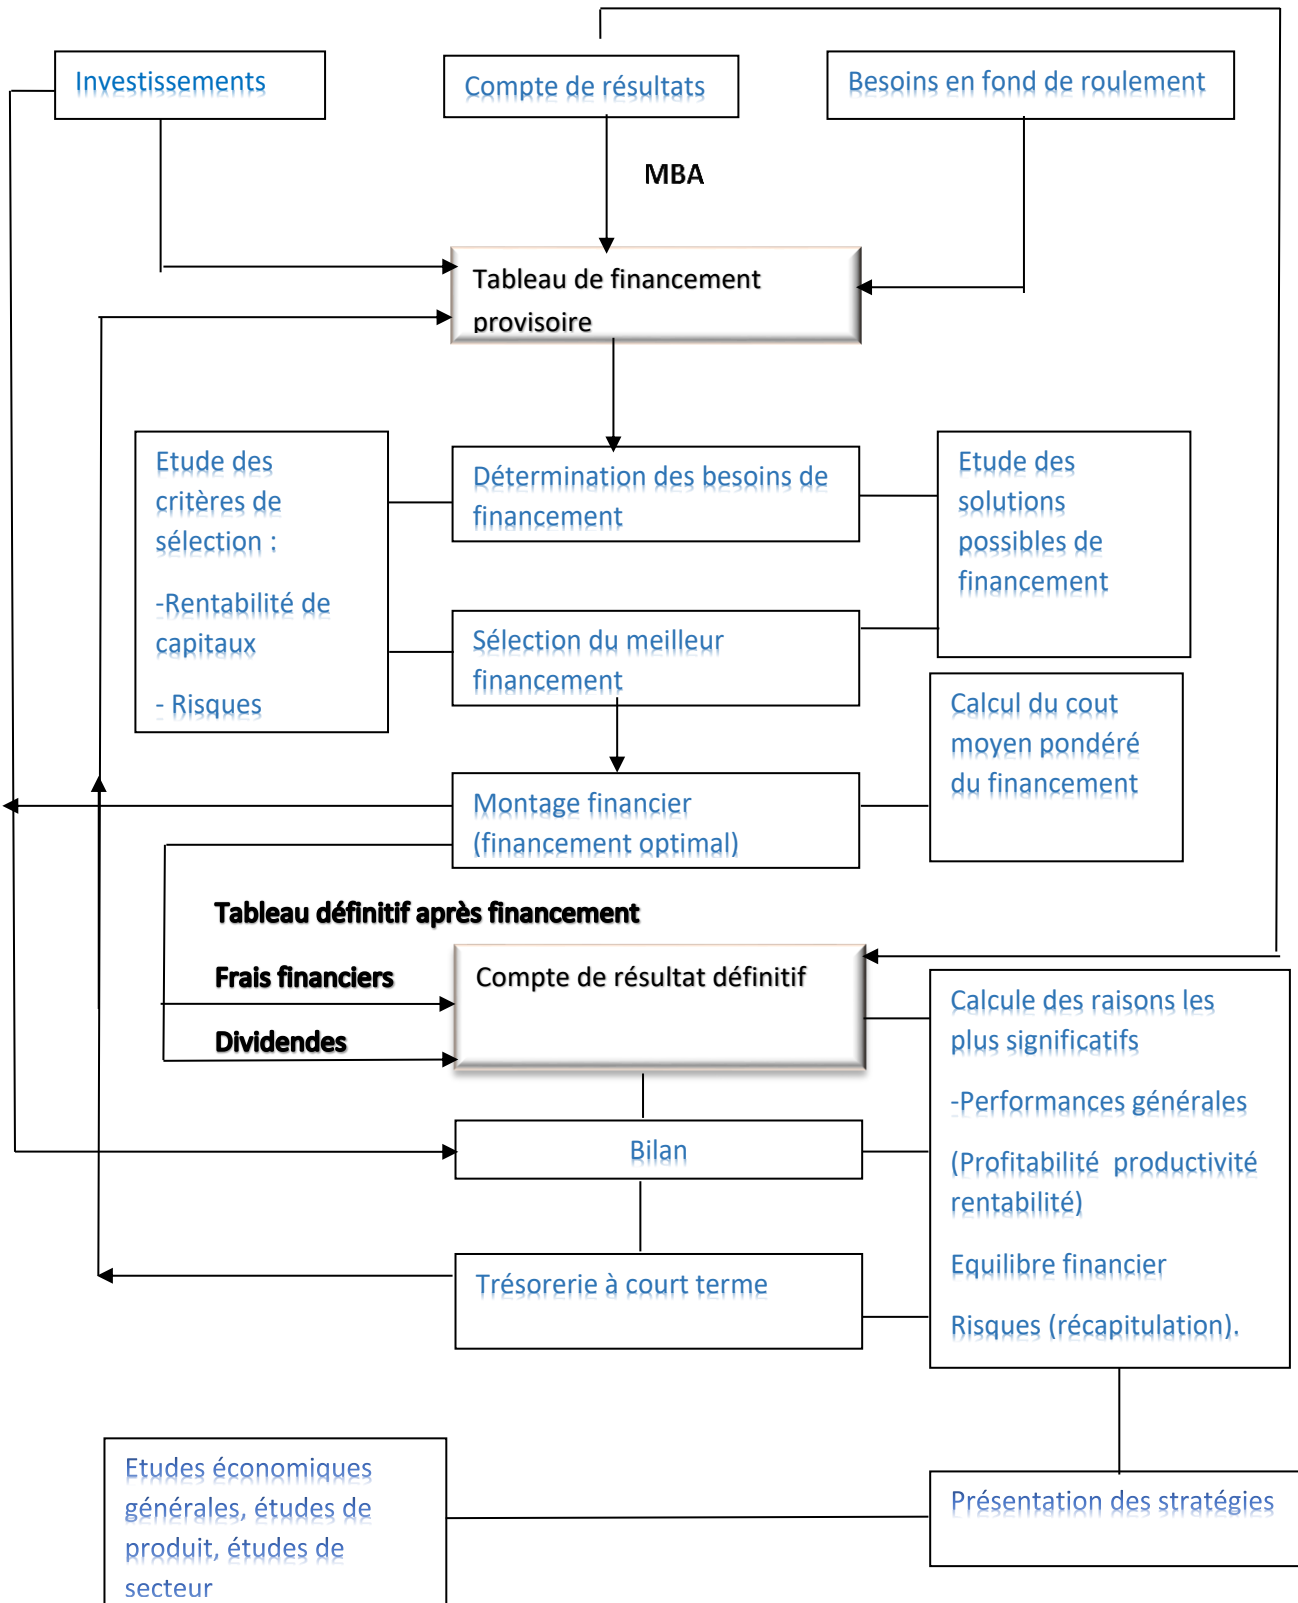 Investissements
Compte de résultats
Besoins en fond de roulement
MBA
Tableau de financement
provisoire
Etude des
critères de
sélection :
-Rentabilité de
capitaux
- Risques
Détermination des besoins de
financement
Etude des
solutions
possibles de
financement
Sélection du meilleur
financement
Calcul du cout
moyen pondéré
du financement
Montage financier
(financement optimal)
Tableau définitif après financement
Frais financiers
Dividendes
Compte de résultat définitif
Calcule des raisons les
plus significatifs
-Performances générales
(Profitabilité productivité
rentabilité)
Equilibre financier
Risques (récapitulation).
Bilan
Trésorerie à court terme
Etudes économiques
générales, études de
produit, études de
secteur
Présentation des stratégies